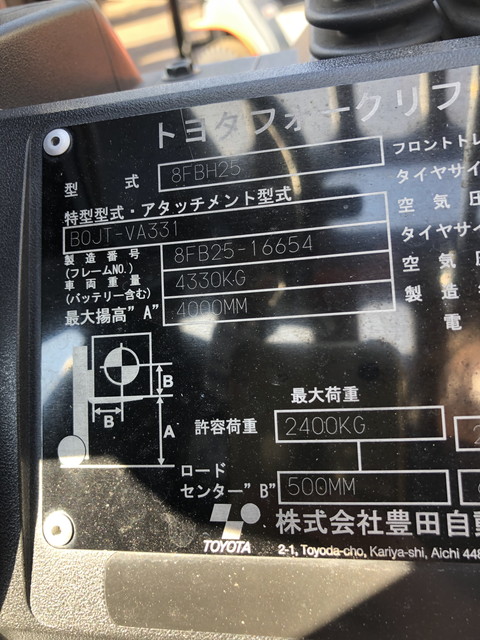 トヨタフォークリフ
型 式 8FBH25
特型型式・アタッチメント型式
B0JT-VA331
製造番号 (フレームNO.) 8FB25-16654
車両重量 (バッテリー含む) 4330KG
最大揚高"A" 4000MM
フロントトレ
タイヤサイ
空気圧
タイヤサイ
空気圧
製造
電
B
B
A
最大荷重
許容荷重 2400KG
ロード
センター"B" 500MM
TOYOTA
株式会社豊田自動
2-1, Toyoda-cho, Kariya-shi, Aichi 448